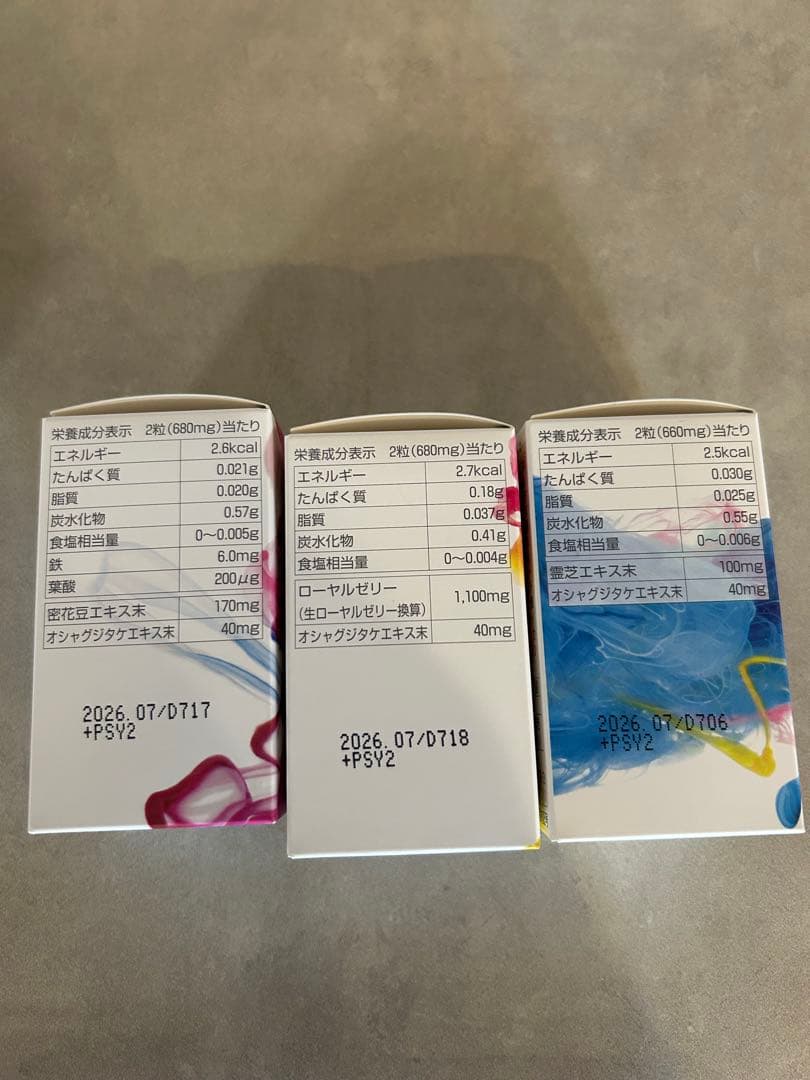 栄養成分表示 2粒(680mg)当たり
エネルギー 2.6kcal
たんぱく質 0.021g
脂質 0.020g
炭水化物 0.57g
食塩相当量 0〜0.005g
鉄 6.0mg
葉酸 200μg
密花豆エキス末 170mg
オシャグジタケエキス末 40mg
2026.07/D717
+PSY2
栄養成分表示 2粒(680mg)当たり
エネルギー 2.7kcal
たんぱく質 0.18g
脂質 0.037g
炭水化物 0.41g
食塩相当量 0〜0.004g
ローヤルゼリー
(生ローヤルゼリー換算) 1,100mg
オシャグジタケエキス末 40mg
2026.07/D718
+PSY2
栄養成分表示 2粒(660mg)当たり
エネルギー 2.5kcal
たんぱく質 0.030g
脂質 0.025g
炭水化物 0.55g
食塩相当量 0〜0.006g
霊芝エキス末 100mg
オシャグジタケエキス末 40mg
2026.07/D706
+PSY2